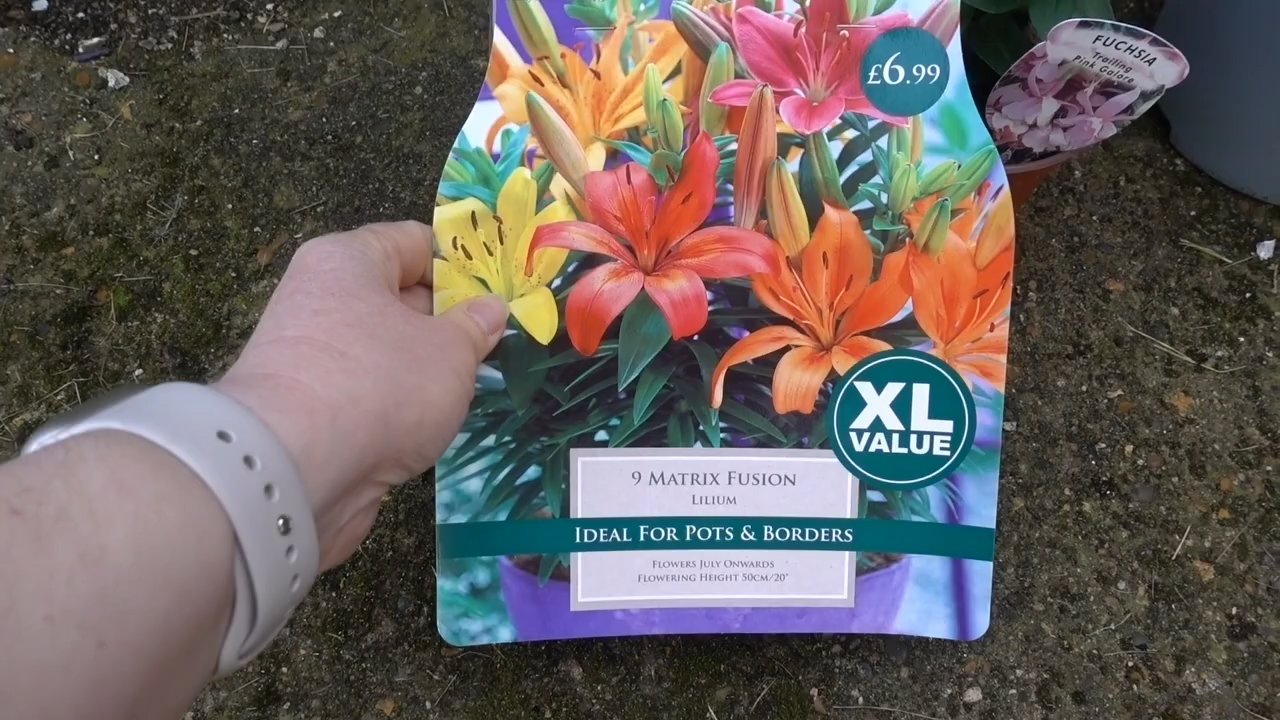 £6.99
FUCHSIA
Trailing
Pink Galore
XL
VALUE
9 MATRIX FUSION
LILIUM
IDEAL FOR POTS & BORDERS
FLOWERS JULY ONWARDS
FLOWERING HEIGHT 50CM/20"